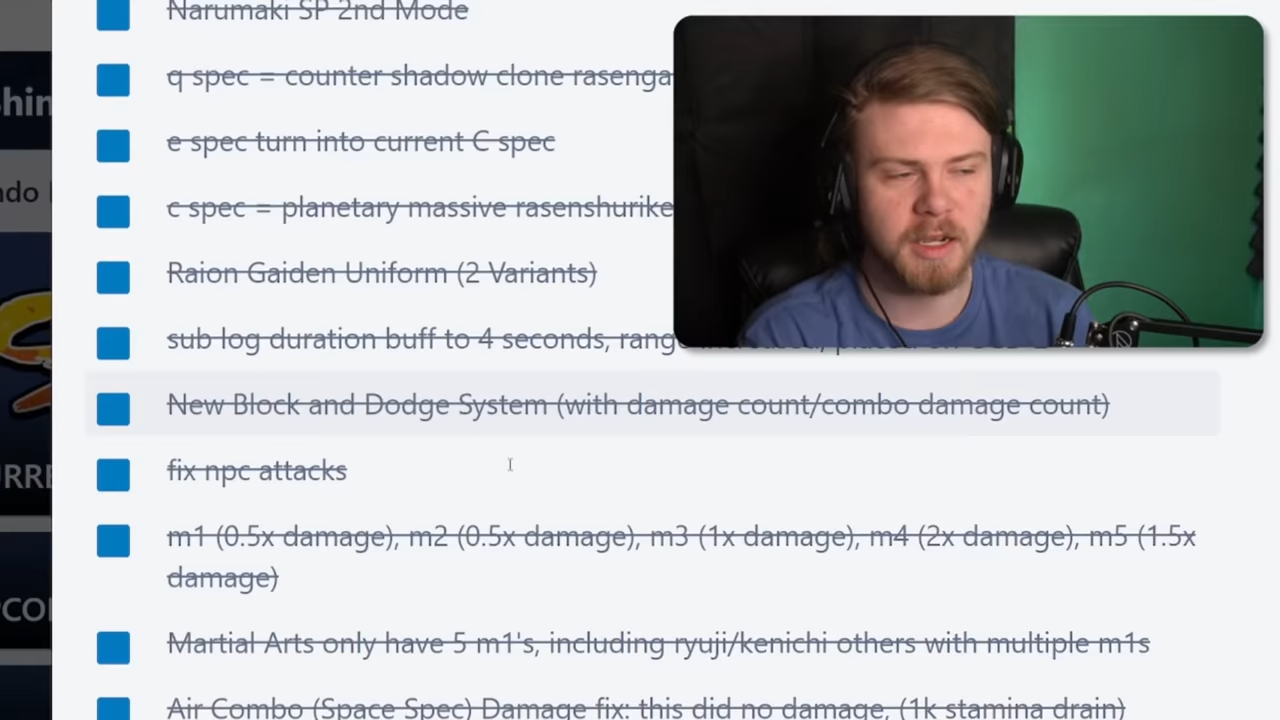 Narumaki SP 2nd Mode
q spec = counter shadow clone
e spec turn into current C spec
c spec = planetary massive
Raion Gaiden Uniform (2 Variants)
sub log duration buff to 4 seconds,
New Block and Dodge System (with damage count/combo damage count)
fix npc attacks
m1 (0.5x damage), m2 (0.5x damage), m3 (1x damage), m4 (2x damage), m5 (1.5x
damage)
Martial Arts only have 5 m1's, including ryuji/kenichi others with multiple m1s
Air Combo (Space Spec) Damage fix: this did no damage, (1k stamina drain)